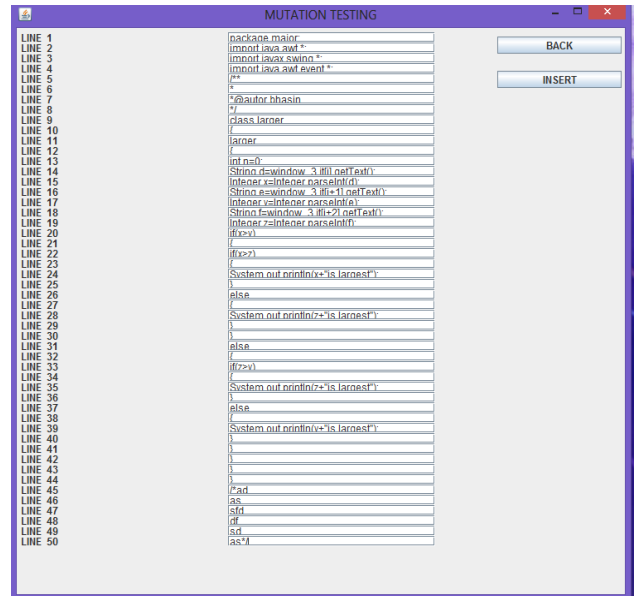 MUTATION TESTING
LINE 1 package major;
LINE 2 import java.awt.*;
LINE 3 import javax.swing.*;
LINE 4 import java.awt.event.*;
LINE 5 /**
LINE 6 *
LINE 7 *@autor bhasin
LINE 8 */
LINE 9 class larger
LINE 10 {
LINE 11 larger
LINE 12 {
LINE 13 int n=0;
LINE 14 String d=window_3.jt[i].getText();
LINE 15 Integer x=Integer.parseInt(d);
LINE 16 String e=window_3.jt[i+1].getText();
LINE 17 Integer y=Integer.parseInt(e);
LINE 18 String f=window_3.jt[i+2].getText();
LINE 19 Integer z=Integer.parseInt(f);
LINE 20 if(x>y)
LINE 21 {
LINE 22 if(x>z)
LINE 23 {
LINE 24 System.out.println(x+"is largest");
LINE 25 }
LINE 26 else
LINE 27 {
LINE 28 System.out.println(z+"is largest");
LINE 29 }
LINE 30 }
LINE 31 else
LINE 32 {
LINE 33 if(z>y)
LINE 34 {
LINE 35 System.out.println(z+"is largest");
LINE 36 }
LINE 37 else
LINE 38 {
LINE 39 System.out.println(y+"is largest");
LINE 40 }
LINE 41 }
LINE 42 }
LINE 43 }
LINE 44 }
LINE 45 /*ad
LINE 46 as
LINE 47 sfd
LINE 48 df
LINE 49 sd
LINE 50 as*/
BACK
INSERT